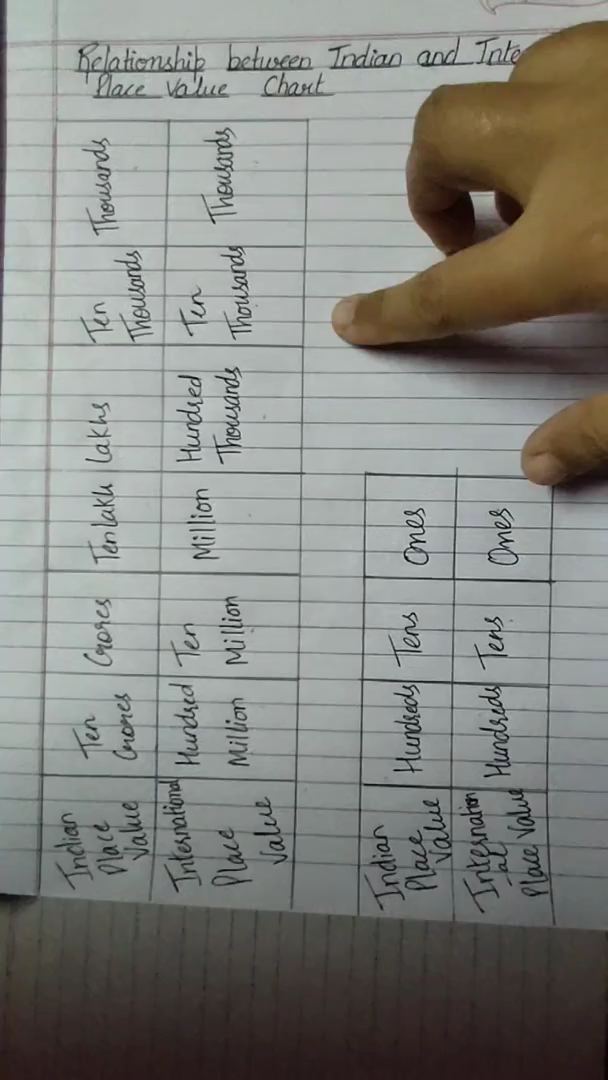 Relationship between Indian and Inte
Place Value Chart
Indian Place Value
Ten Crores
Crores
Ten lakh
lakhs
Ten Thousands
Thousands
International Place Value
Hundred Million
Ten Million
Million
Hundred Thousands
Ten Thousands
Thousands
Indian Place Value
Hundreds
Tens
Ones
Internation al Place Value
Hundreds
Tens
Ones